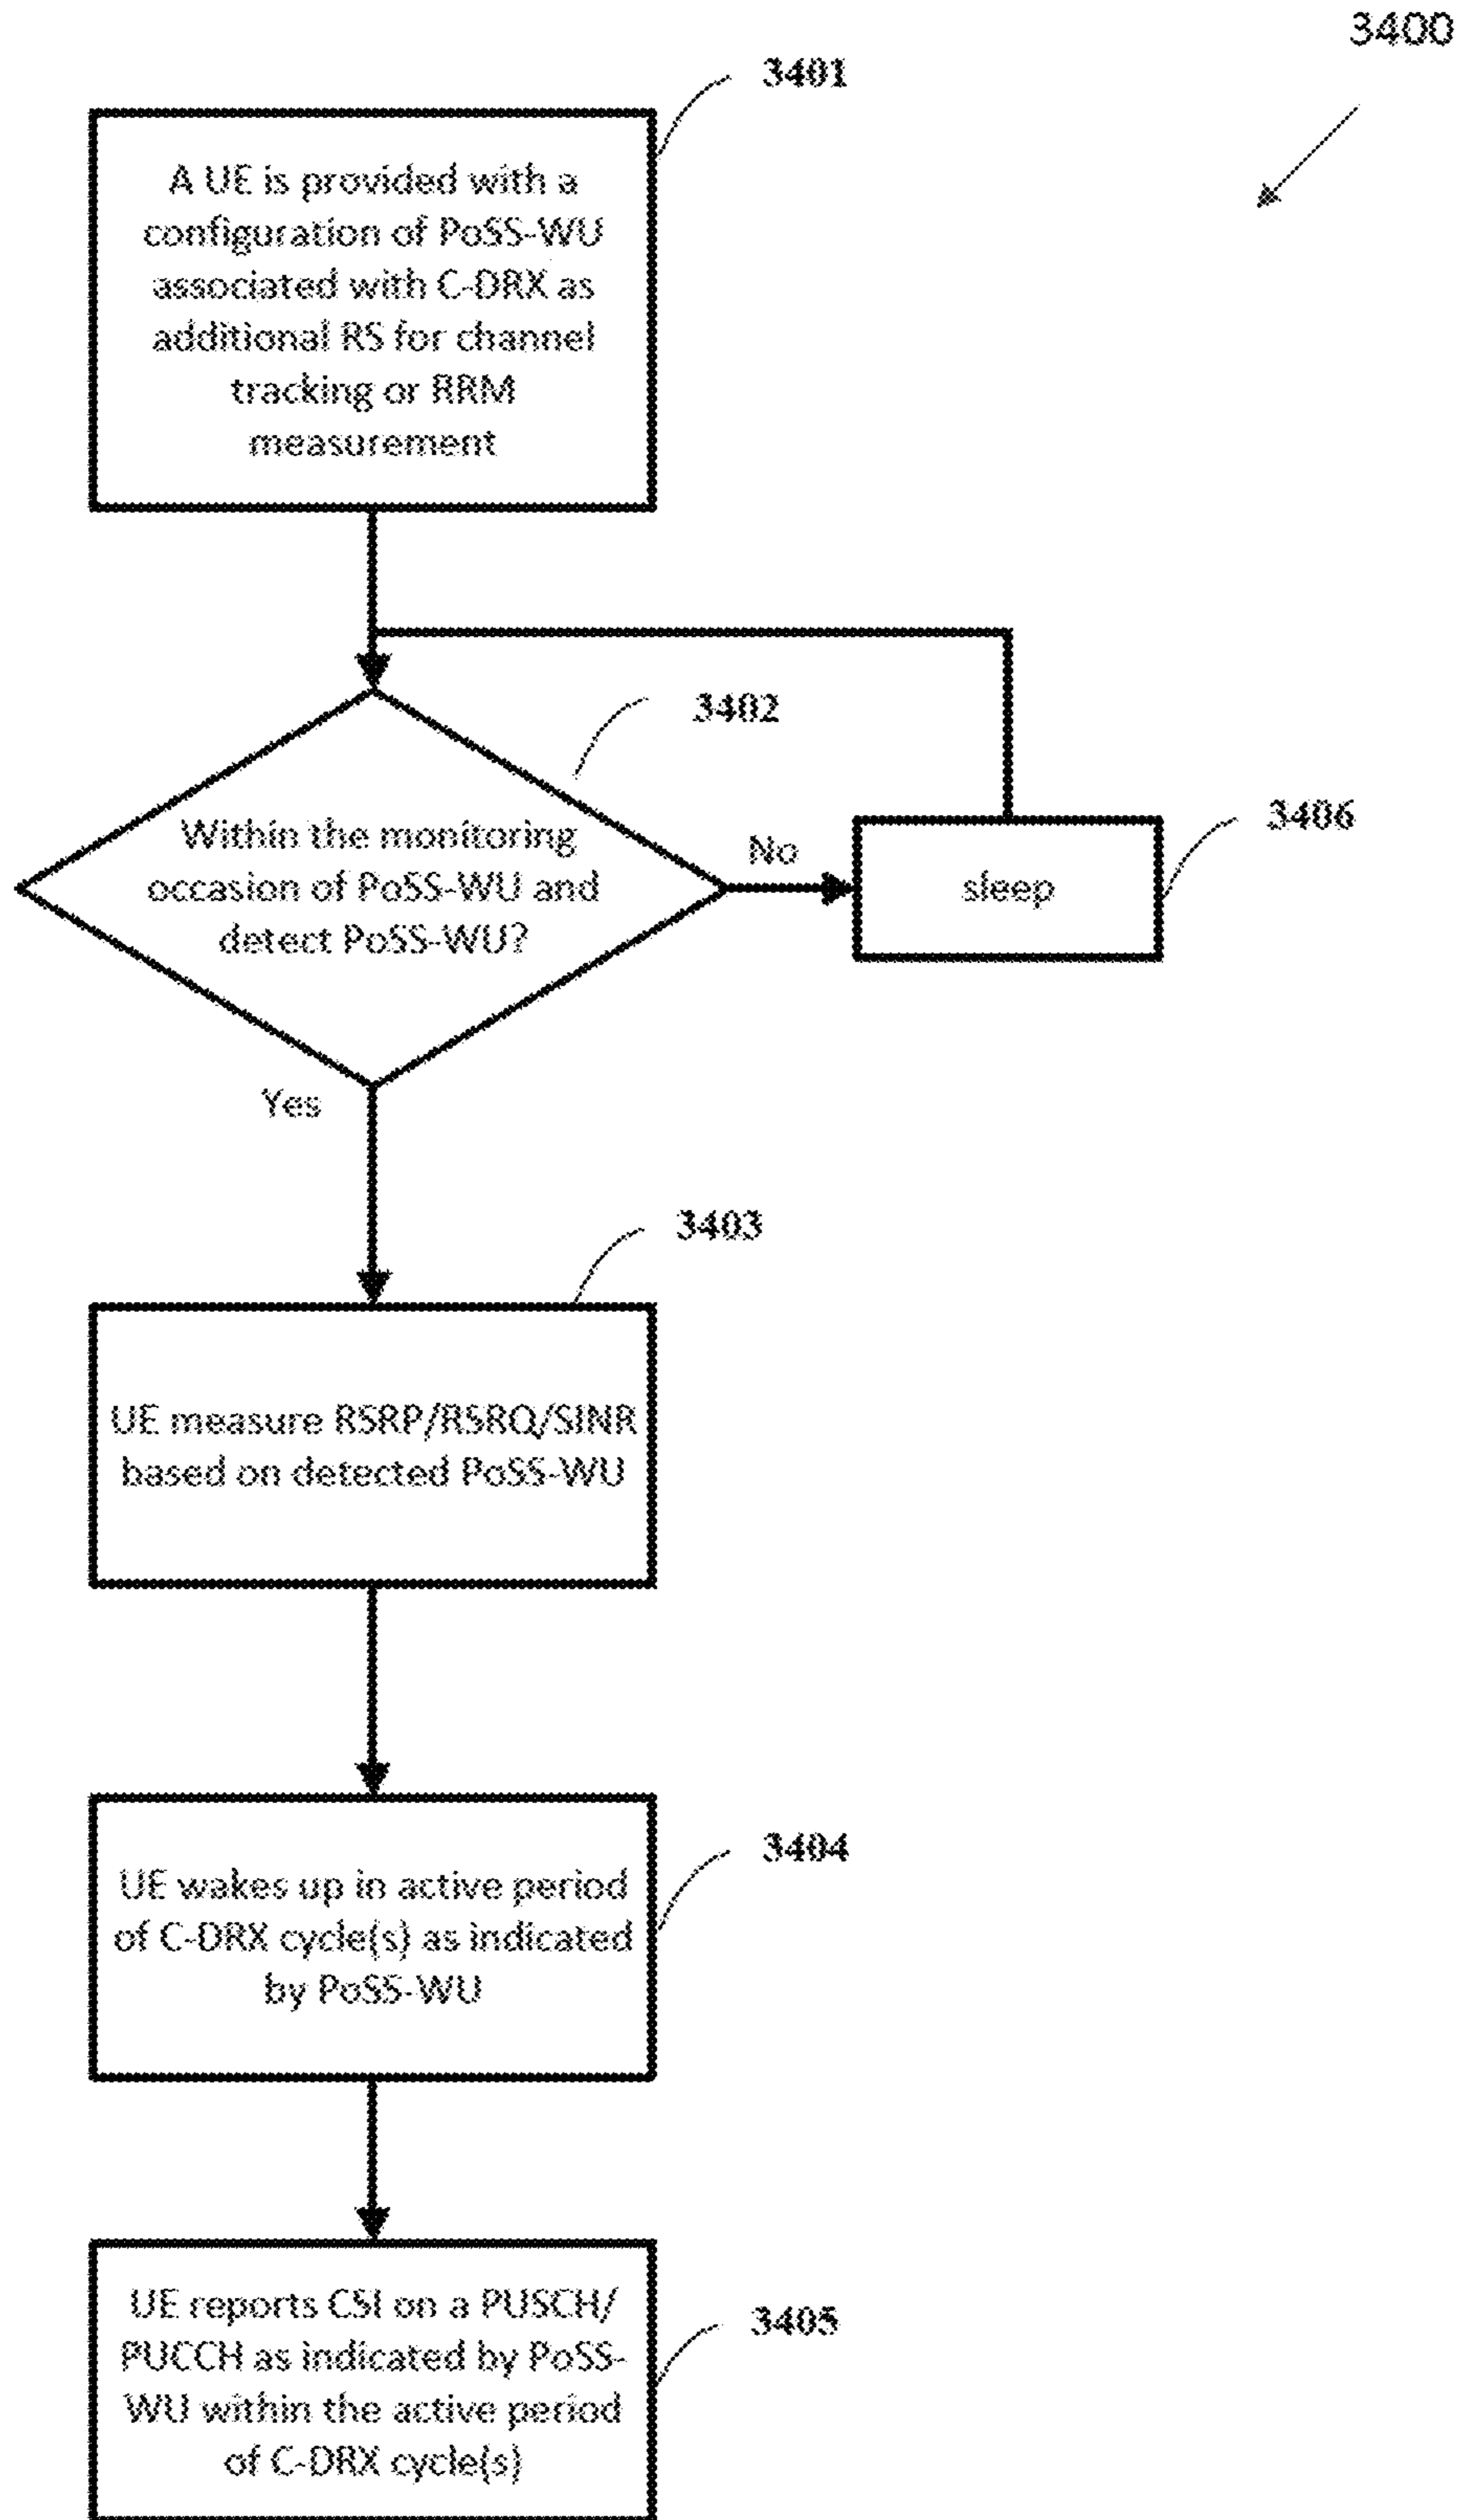 3400
3401
A UE is provided with a
configuration of PoSS-WU
associated with C-DRX as
additional RS for channel
tracking or RRM
measurement
3402
Within the monitoring
occasion of PoSS-WU and
detect PoSS-WU?
No
3406
sleep
Yes
3403
UE measure RSRP/RSRQ/SINR
based on detected PoSS-WU
3404
UE wakes up in active period
of C-DRX cycle(s) as indicated
by PoSS-WU
3405
UE reports CSI on a PUSCH/
PUCCH as indicated by PoSS-
WU within the active period
of C-DRX cycle(s)